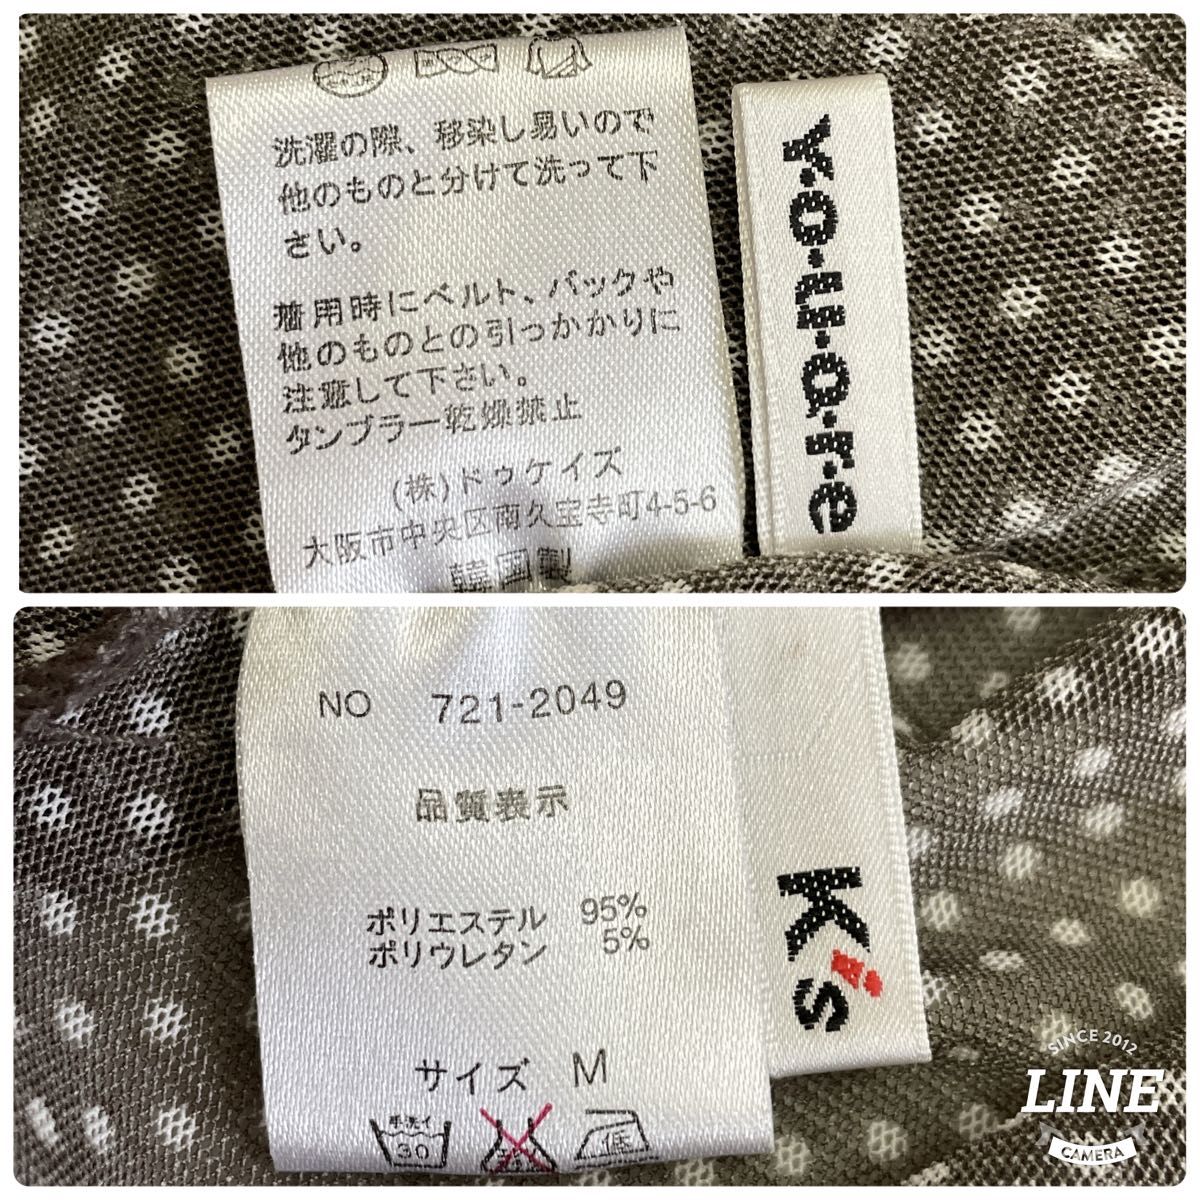 洗濯の際、移染し易いので
他のものと分けて洗って下
さい。
着用時にベルト、バックや
他のものとの引っかかりに
注意して下さい。
タンブラー乾燥禁止
(株)ドゥケイズ
大阪市中央区南久宝寺町4-5-6
韓国製
y・o・u・a・r・e
NO 721-2049
品質表示
ポリエステル 95%
ポリウレタン 5%
サイズ M
手洗イ
30
低
K's
SINCE 2012
LINE
CAMERA